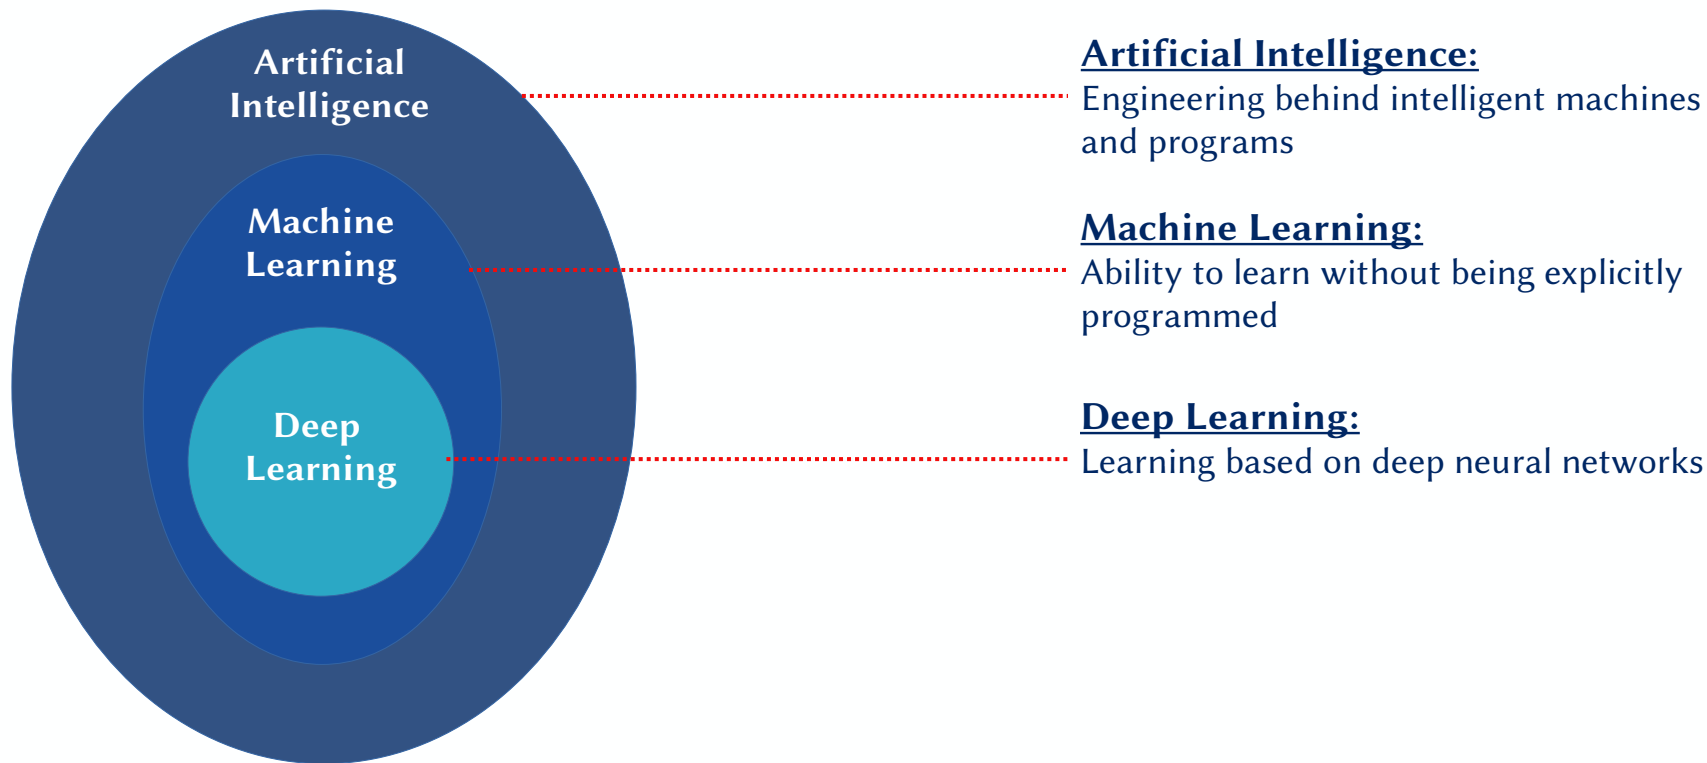 Artificial
Intelligence
Machine
Learning
Deep
Learning
Artificial Intelligence:
Engineering behind intelligent machines
and programs
Machine Learning:
Ability to learn without being explicitly
programmed
Deep Learning:
Learning based on deep neural networks